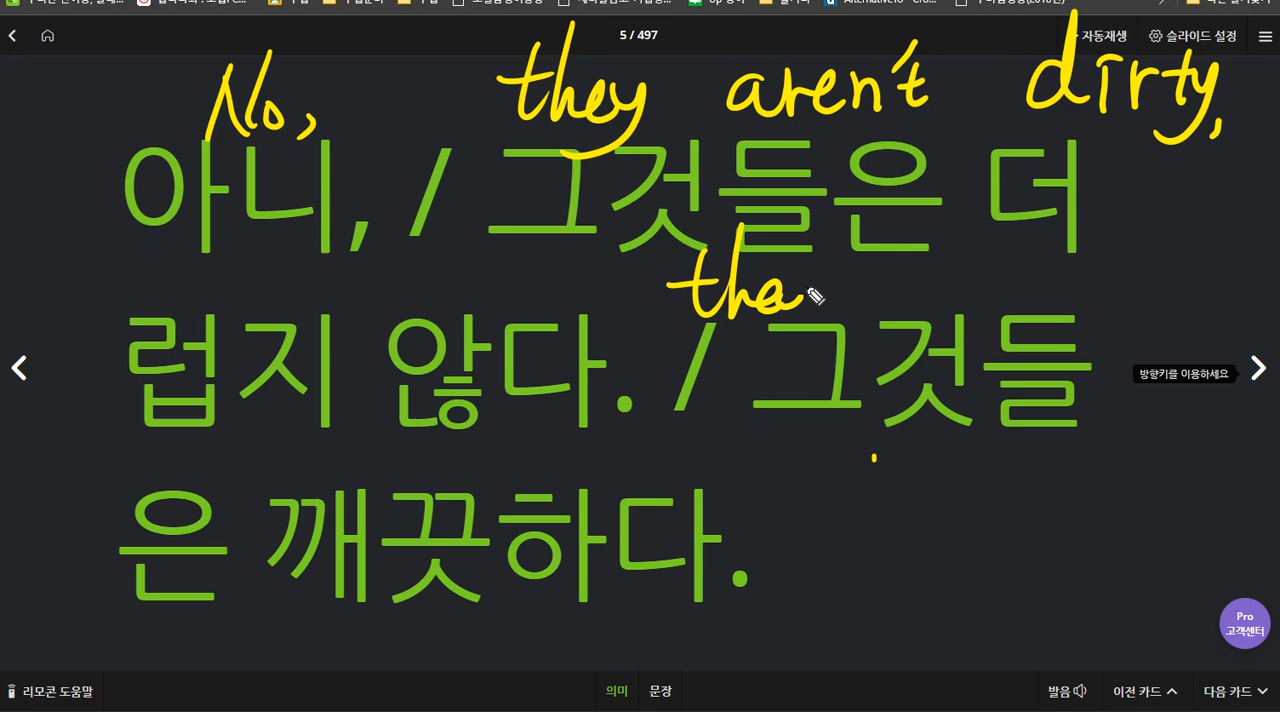 5 / 497
자동재생
슬라이드 설정
No, they aren't dirty,
아니, / 그것들은 더
the
럽지 않다. / 그것들
방향키를 이용하세요
은 깨끗하다.
Pro
고객센터
리모콘 도움말
의미
문장
발음
이전 카드
다음 카드